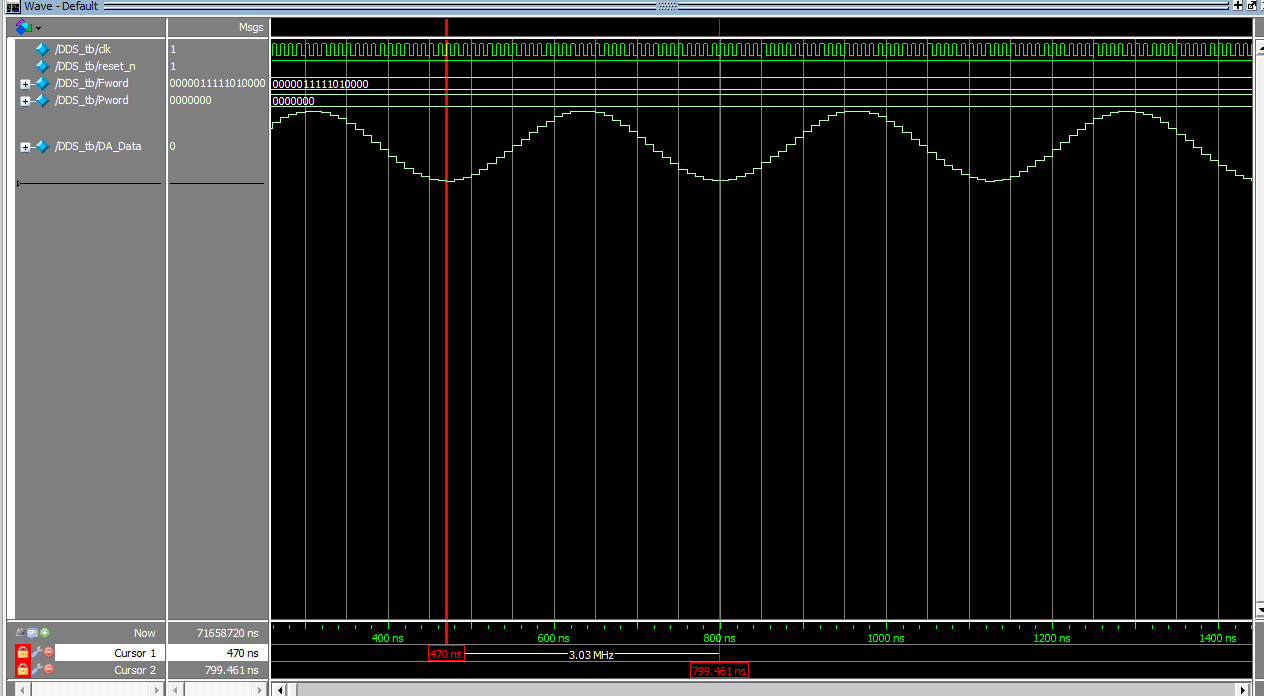 Wave - Default
Msgs
/DDS_tb/clk 1
/DDS_tb/reset_n 1
/DDS_tb/Fword 0000011111010000 0000011111010000
/DDS_tb/Pword 0000000 0000000
/DDS_tb/DA_Data 0
Now 71658720 ns 400 ns 600 ns 800 ns 1000 ns 1200 ns 1400 ns
Cursor 1 470 ns 470 ns 3.03 MHz
Cursor 2 799.461 ns 799.461 ns